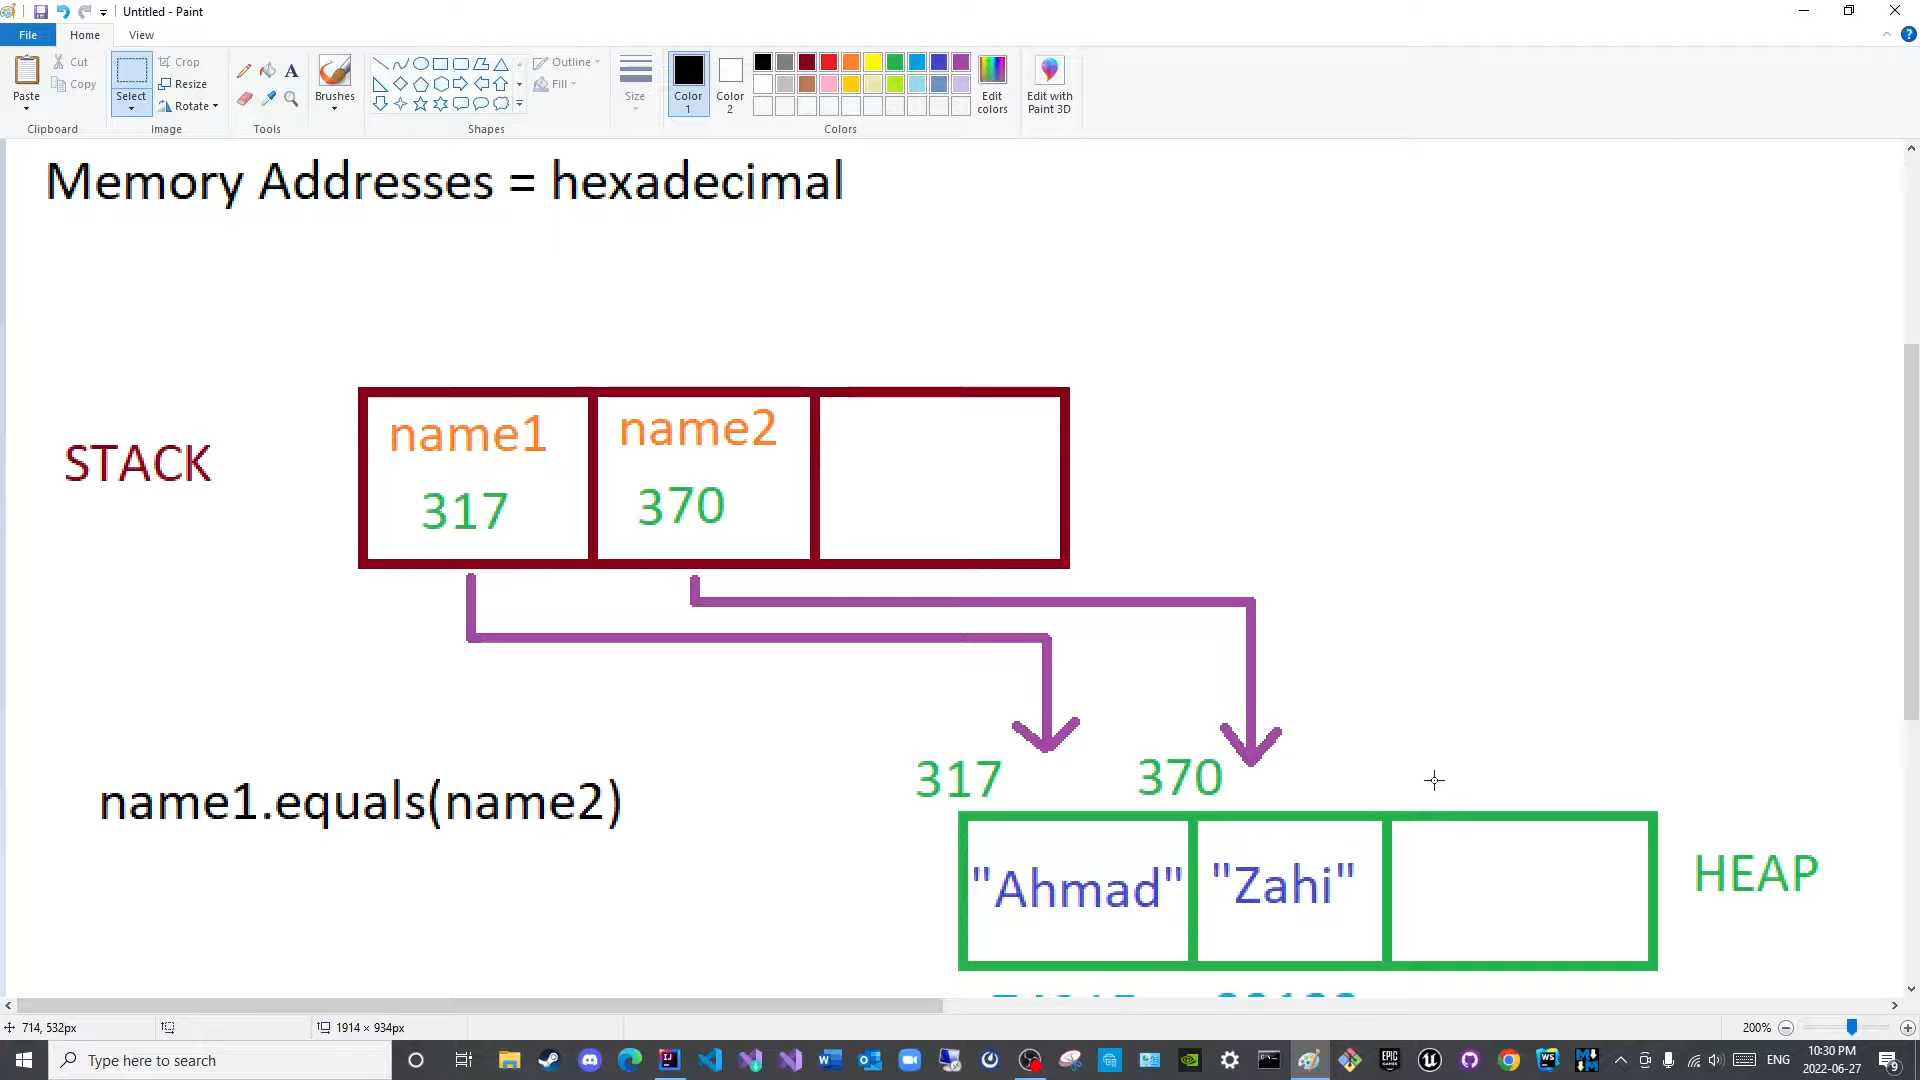 Untitled - Paint
File Home View
Cut
Copy
Paste
Clipboard
Crop
Resize
Rotate
Select
Image
Tools
Brushes
Outline
Fill
Shapes
Size
Color 1
Color 2
Edit colors
Colors
Edit with Paint 3D
Memory Addresses = hexadecimal
STACK
name1 name2
317 370
317 370
name1.equals(name2)
"Ahmad" "Zahi"
HEAP
714, 532px
1914 × 934px
200%
Type here to search
ENG
10:30 PM
2022-06-27